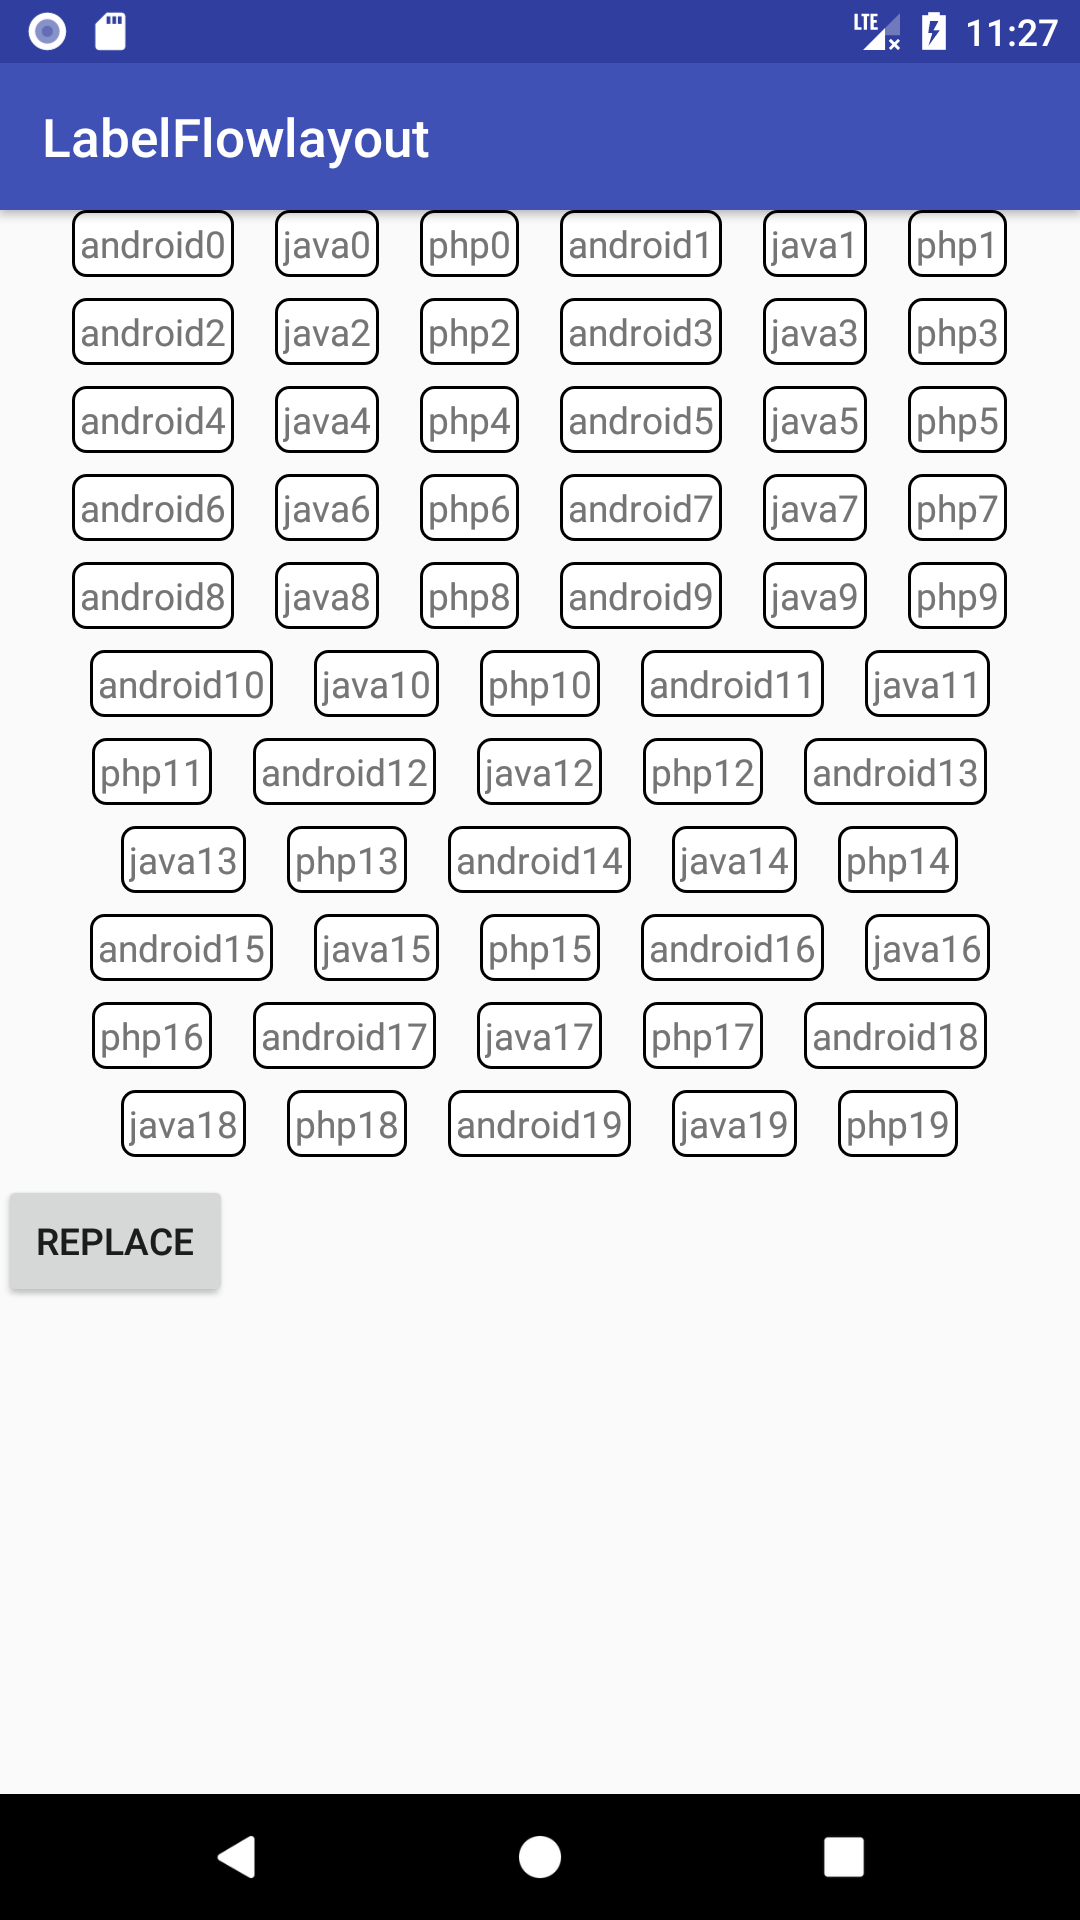 LTE 11:27
LabelFlowlayout
android0 java0 php0 android1 java1 php1
android2 java2 php2 android3 java3 php3
android4 java4 php4 android5 java5 php5
android6 java6 php6 android7 java7 php7
android8 java8 php8 android9 java9 php9
android10 java10 php10 android11 java11
php11 android12 java12 php12 android13
java13 php13 android14 java14 php14
android15 java15 php15 android16 java16
php16 android17 java17 php17 android18
java18 php18 android19 java19 php19
REPLACE